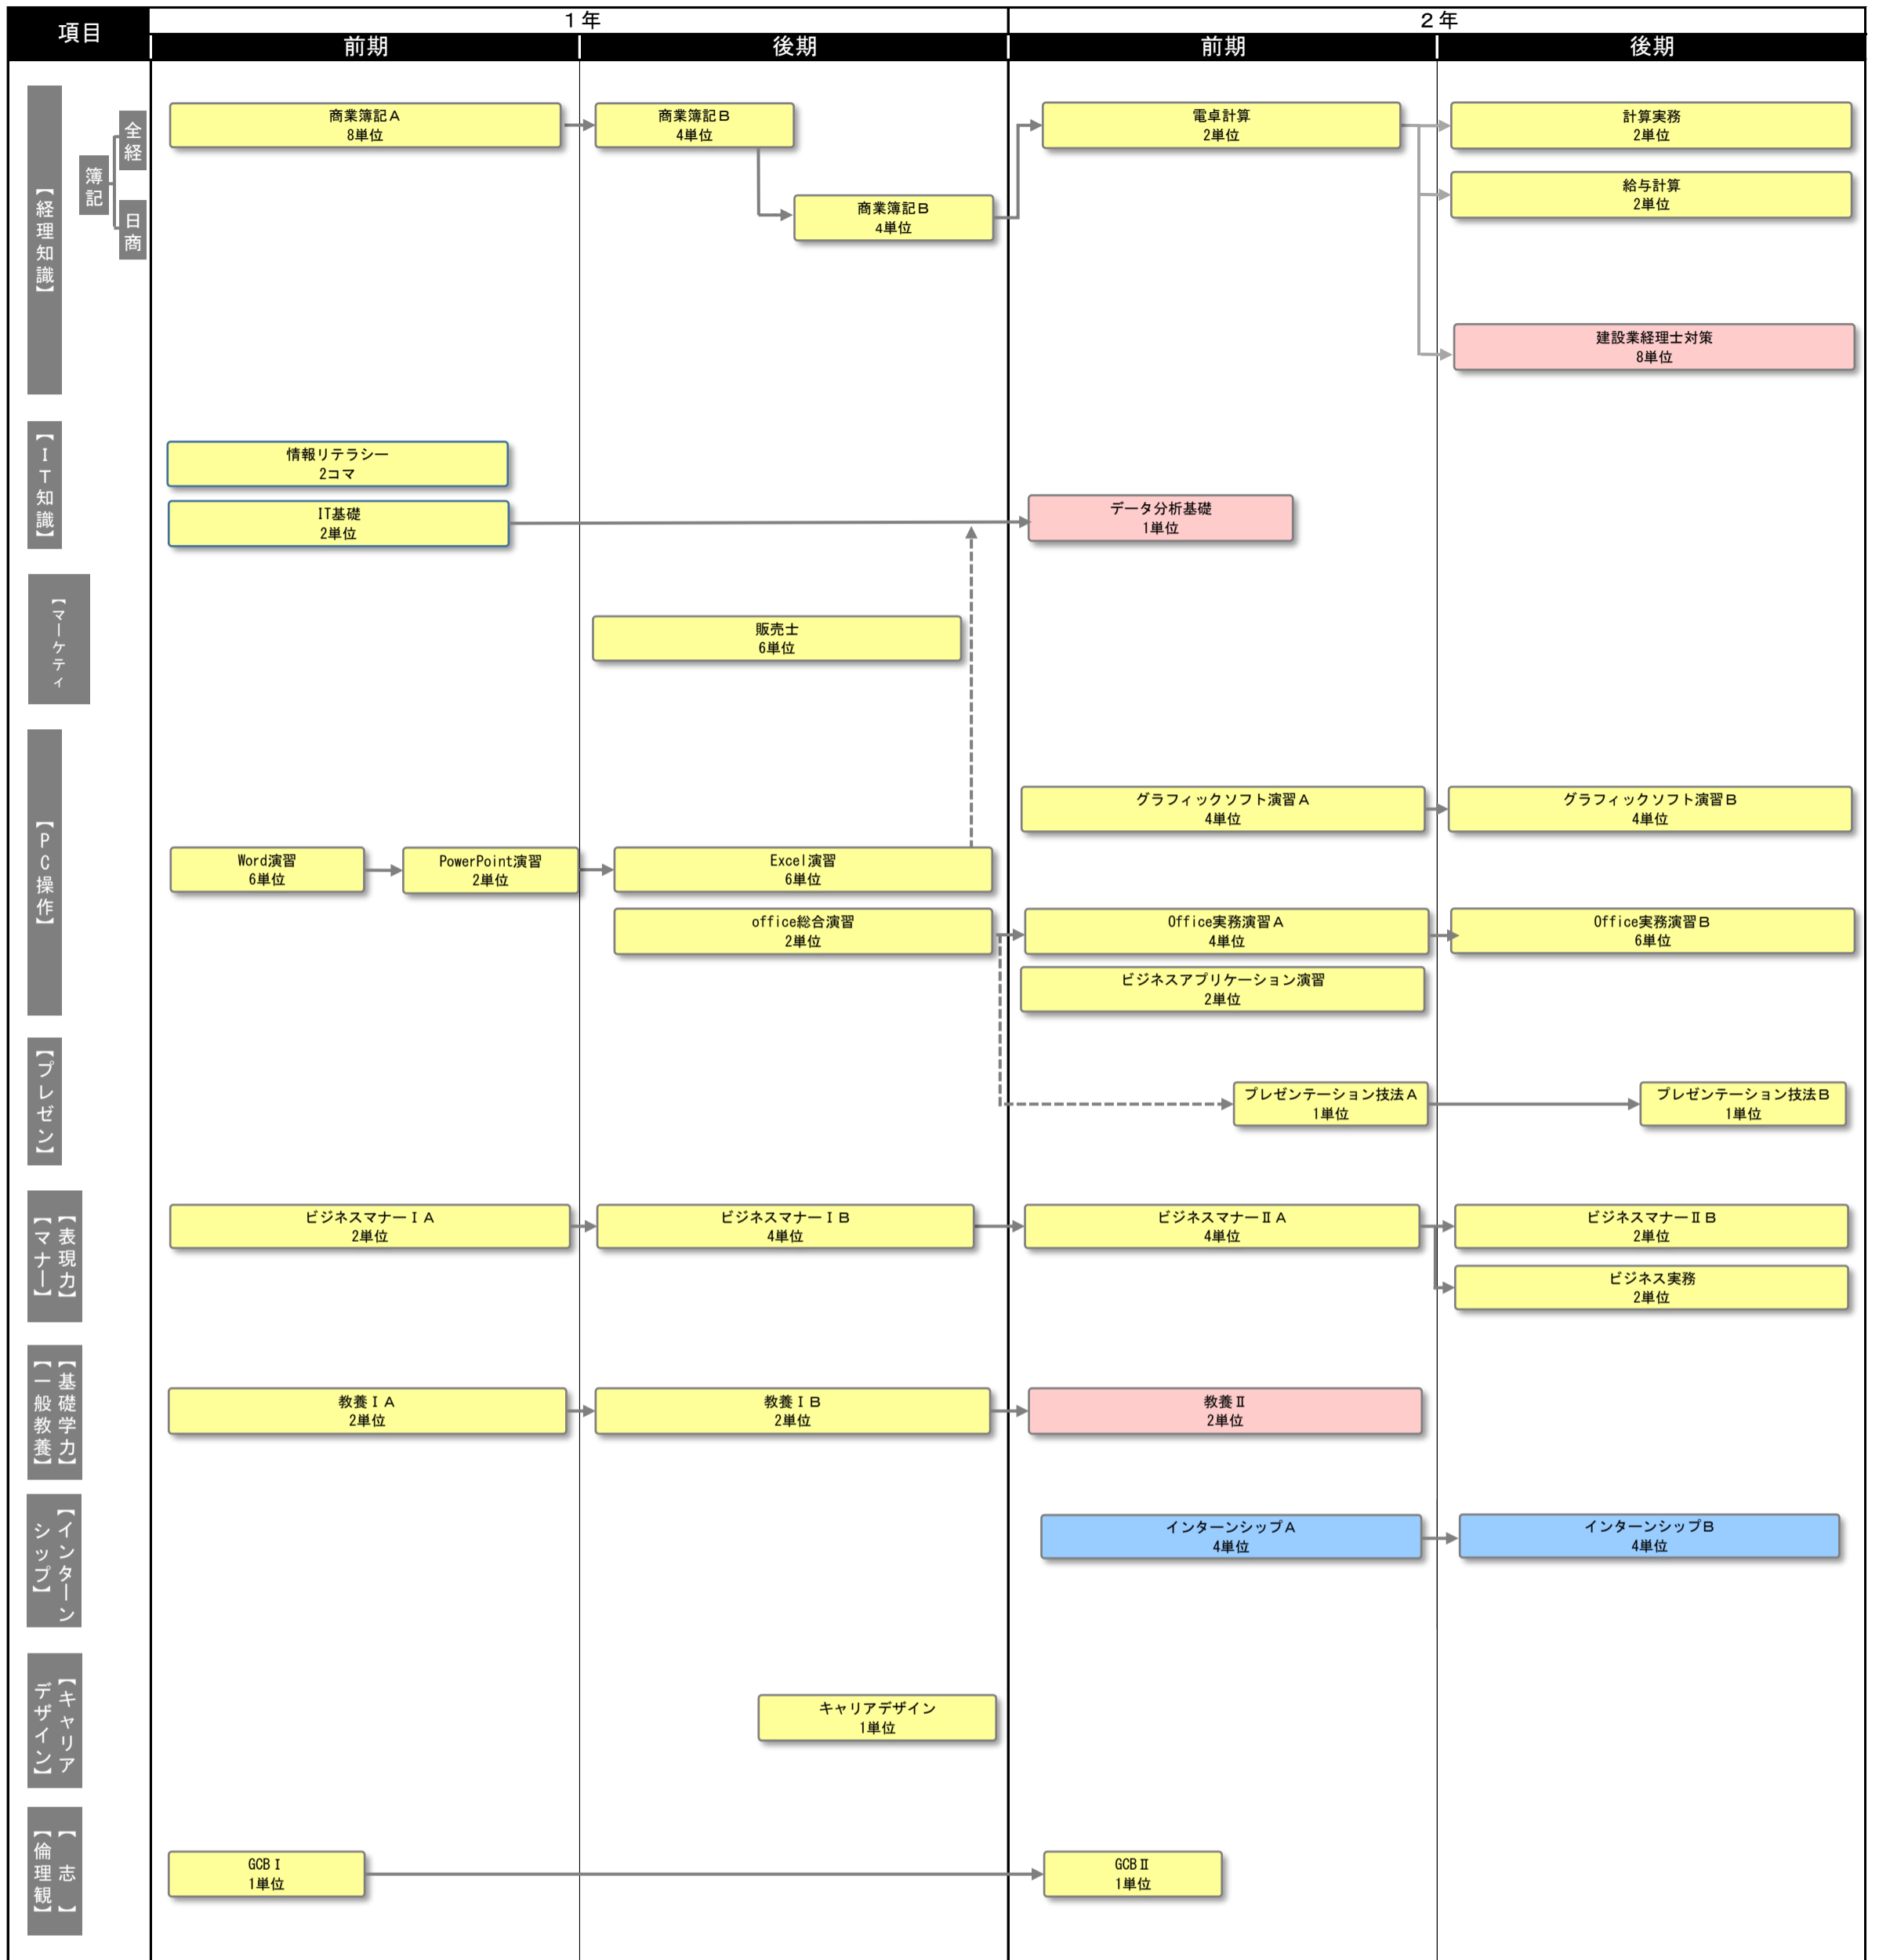 項目
1年
2年
前期
後期
前期
後期
【経理知識】
簿記
全経
日商
商業簿記A
8単位
商業簿記B
4単位
商業簿記B
4単位
電卓計算
2単位
計算実務
2単位
給与計算
2単位
建設業経理士対策
8単位
【IT知識】
情報リテラシー
2コマ
IT基礎
2単位
データ分析基礎
1単位
【マーケティ
販売士
6単位
【PC操作】
グラフィックソフト演習A
4単位
グラフィックソフト演習B
4単位
Word演習
6単位
PowerPoint演習
2単位
Excel演習
6単位
office総合演習
2単位
Office実務演習A
4単位
Office実務演習B
6単位
ビジネスアプリケーション演習
2単位
【プレゼン】
プレゼンテーション技法A
1単位
プレゼンテーション技法B
1単位
【表現力】
【マナー】
ビジネスマナーⅠA
2単位
ビジネスマナーⅠB
4単位
ビジネスマナーⅡA
4単位
ビジネスマナーⅡB
2単位
ビジネス実務
2単位
【基礎学力】
【一般教養】
教養ⅠA
2単位
教養ⅠB
2単位
教養Ⅱ
2単位
【インターン
シップ】
インターンシップA
4単位
インターンシップB
4単位
【キャリア
デザイン】
キャリアデザイン
1単位
【志】
【倫理観】
GCBⅠ
1単位
GCBⅡ
1単位